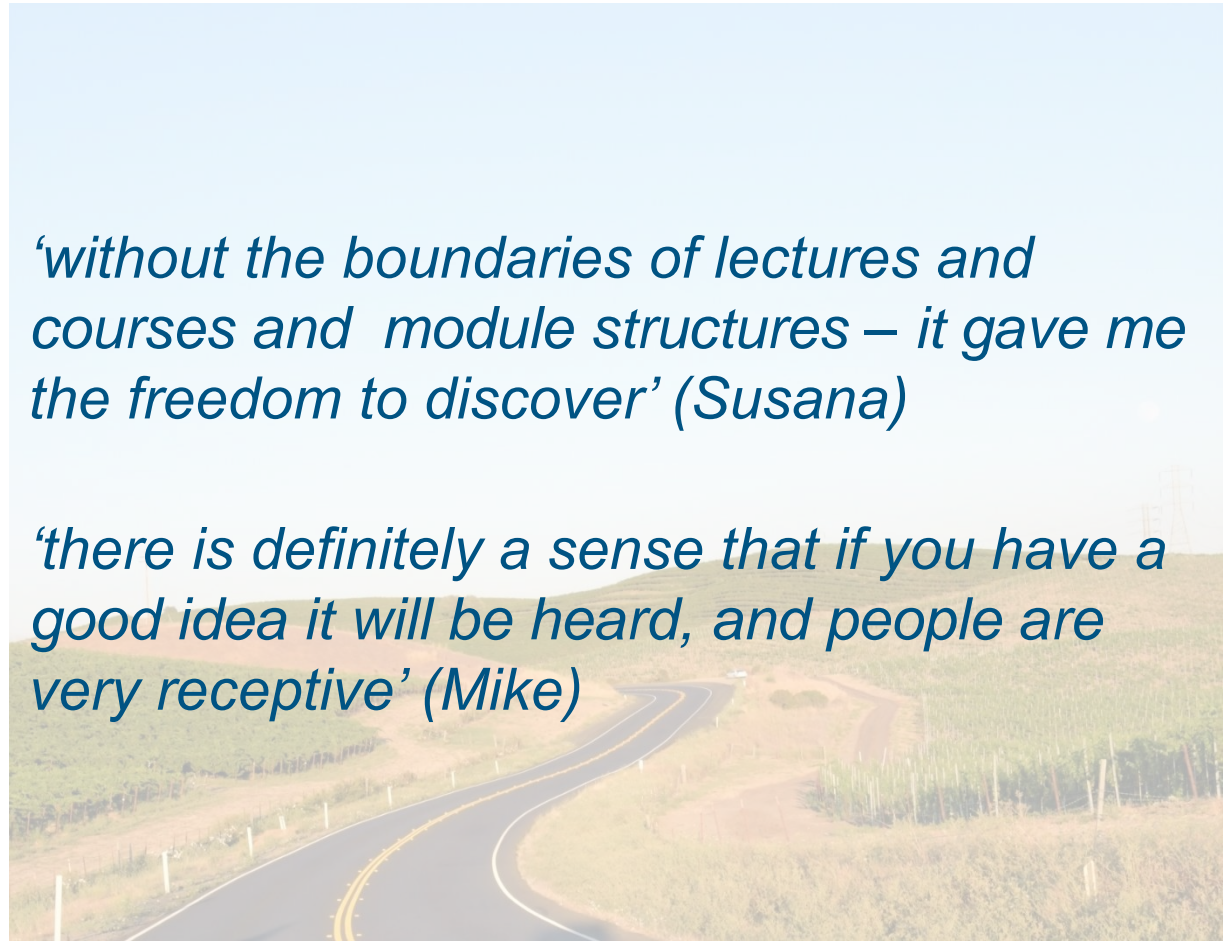 ‘without the boundaries of lectures and
courses and  module structures – it gave me
the freedom to discover’ (Susana)
‘there is definitely a sense that if you have a
good idea it will be heard, and people are
very receptive’ (Mike)